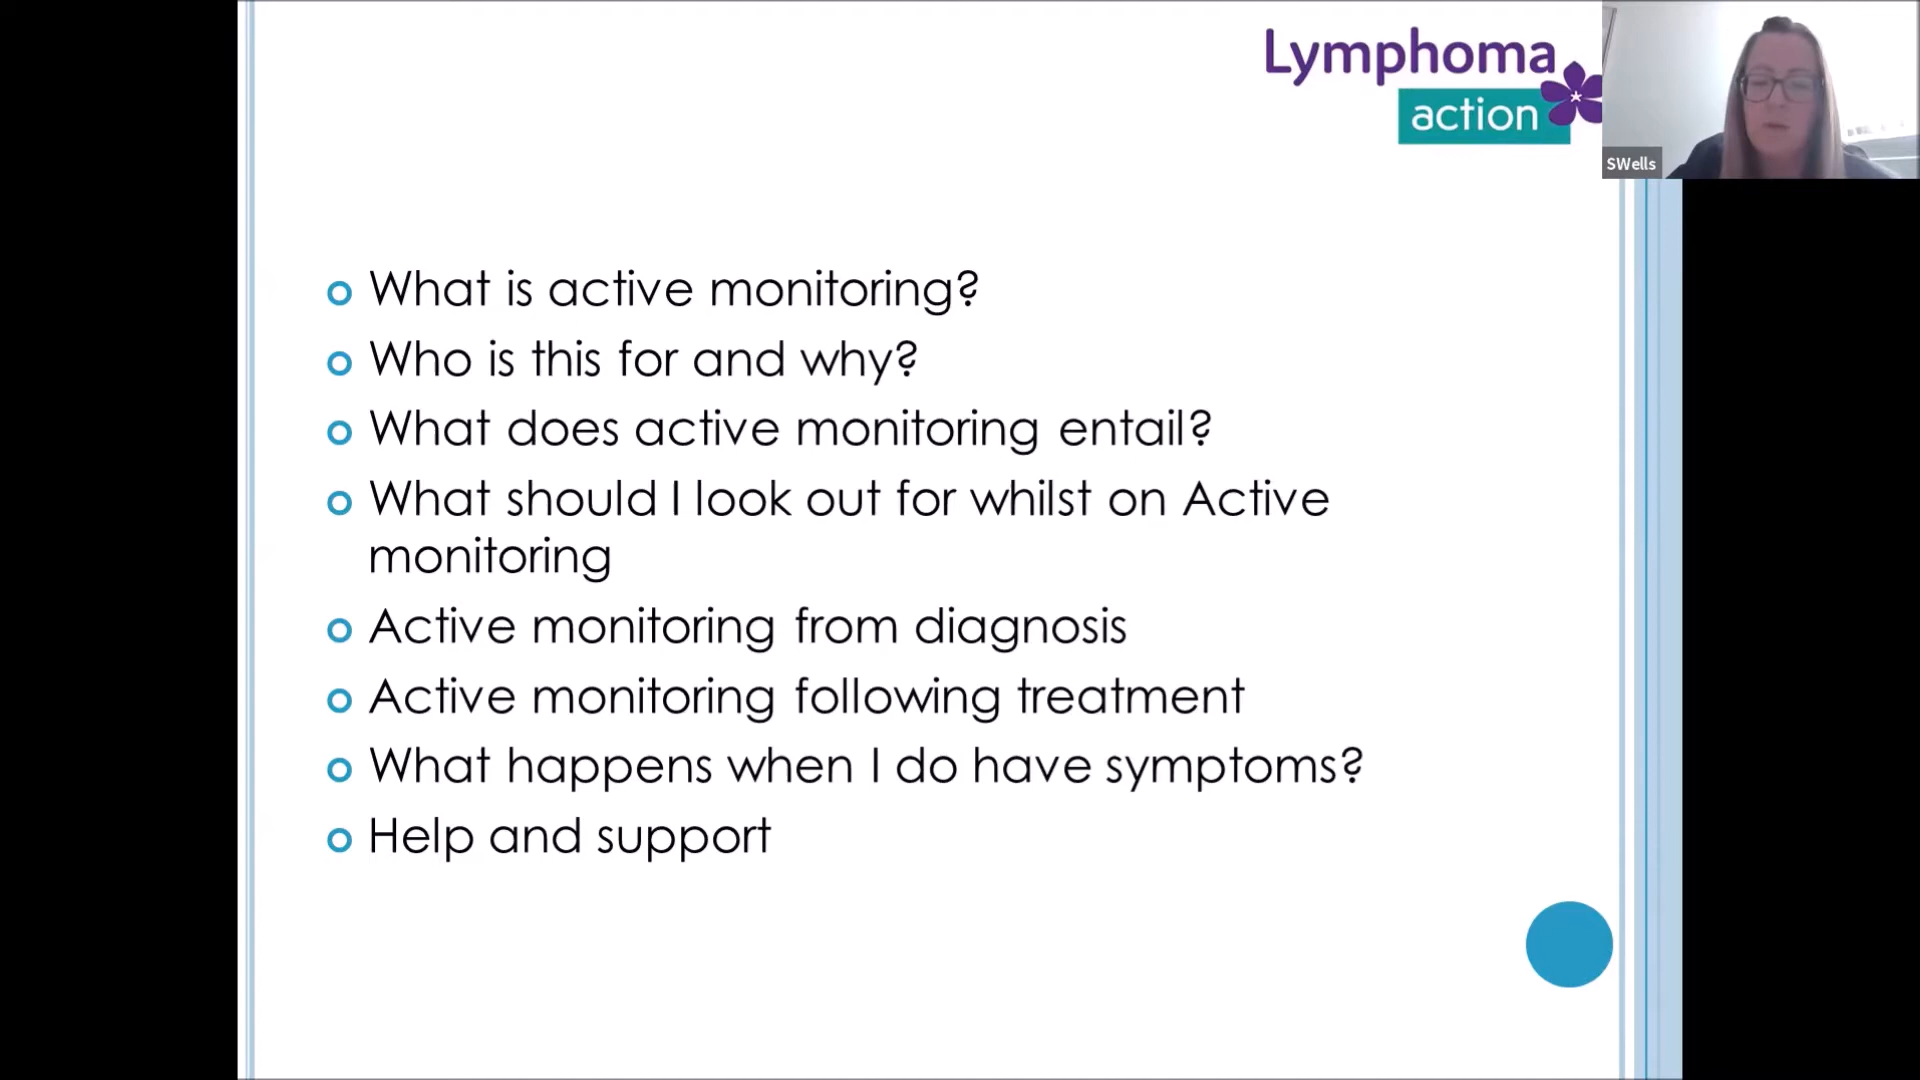 Lymphoma
action
SWells
What is active monitoring?
Who is this for and why?
What does active monitoring entail?
What should I look out for whilst on Active
monitoring
Active monitoring from diagnosis
Active monitoring following treatment
What happens when I do have symptoms?
Help and support